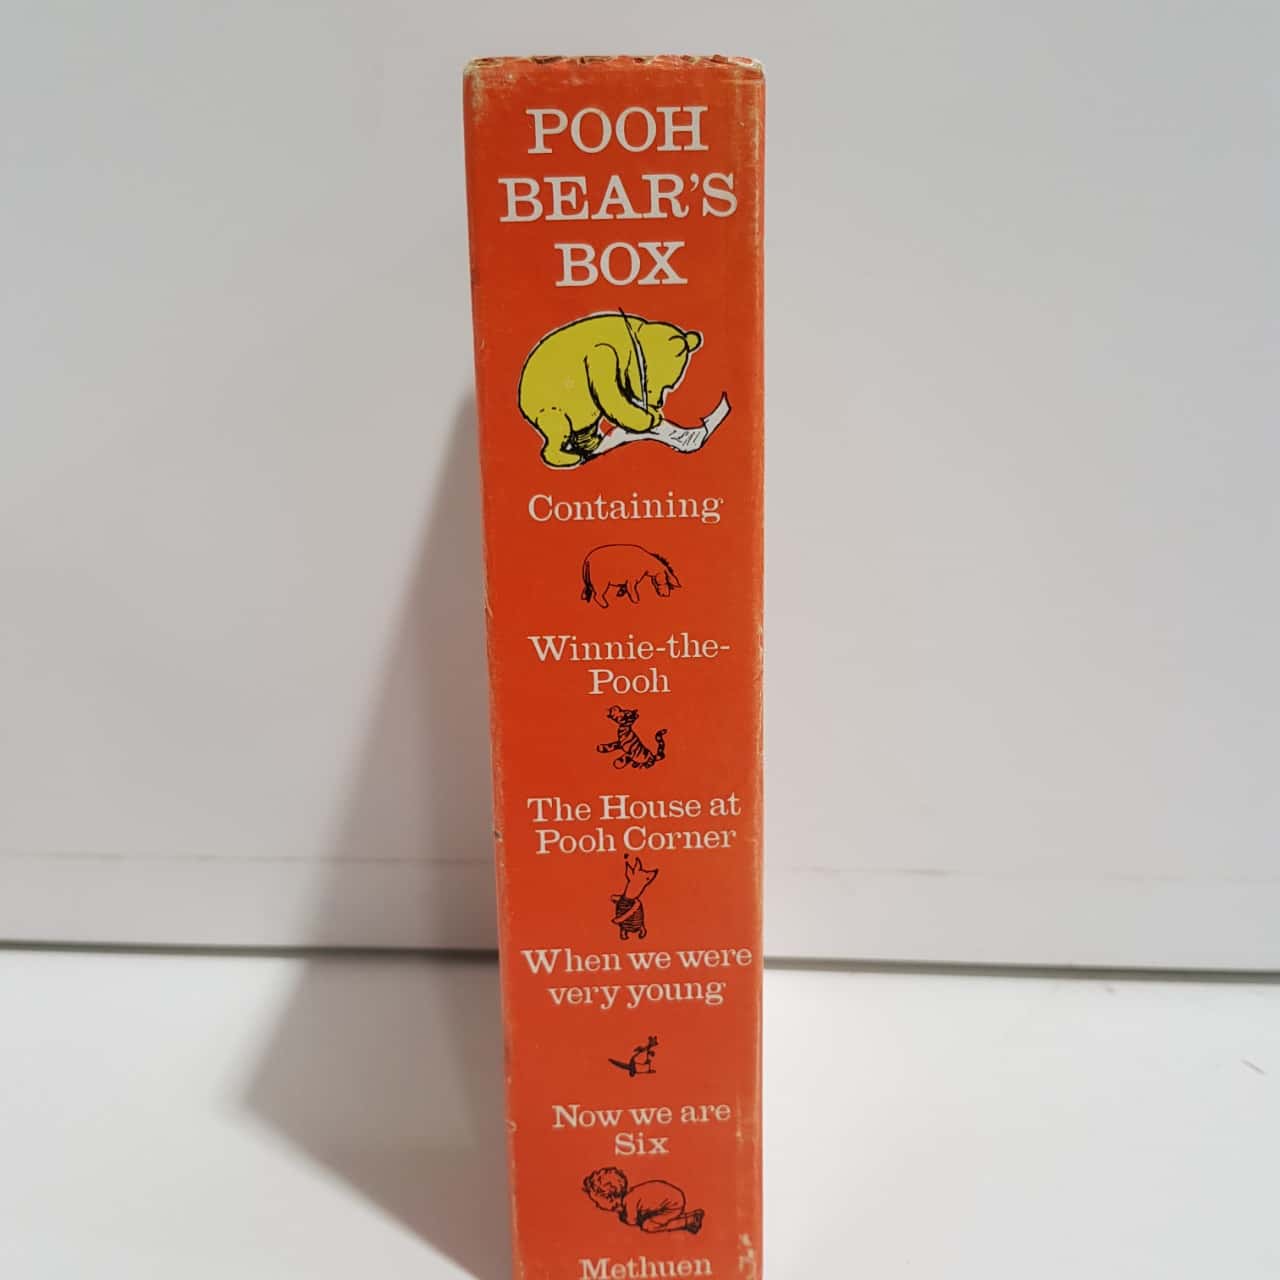 POOH
BEAR'S
BOX
Containing
Winnie-the-
Pooh
The House at
Pooh Corner
When we were
very young
Now we are
Six
Methuen